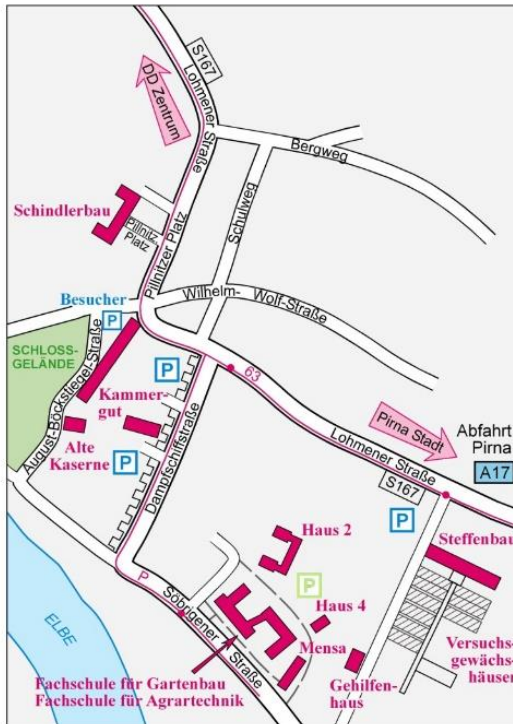 S167
Lohmener Straße
DD Zentrum
Bergweg
Schulweg
Schindlerbau
Pillnitz.
Platz
Pillnitzer Platz
Besucher
P
Wilhelm- Wolf-Straße
SCHLOSS-
GELÄNDE
August-Böckstiegel-Straße
P
63
Kammer-
gut
Alte
Kaserne
P
Dampfschiffstraße
Pirna Stadt
Abfahrt
Pirna
A17
Lohmener Straße
S167
P
Steffenbau
Haus 2
P
P
Haus 4
Söbrigener Straße
Mensa
ELBE
Versuchs-
gewächs-
häuser
Gehilfen-
haus
Fachschule für Gartenbau
Fachschule für Agrartechnik